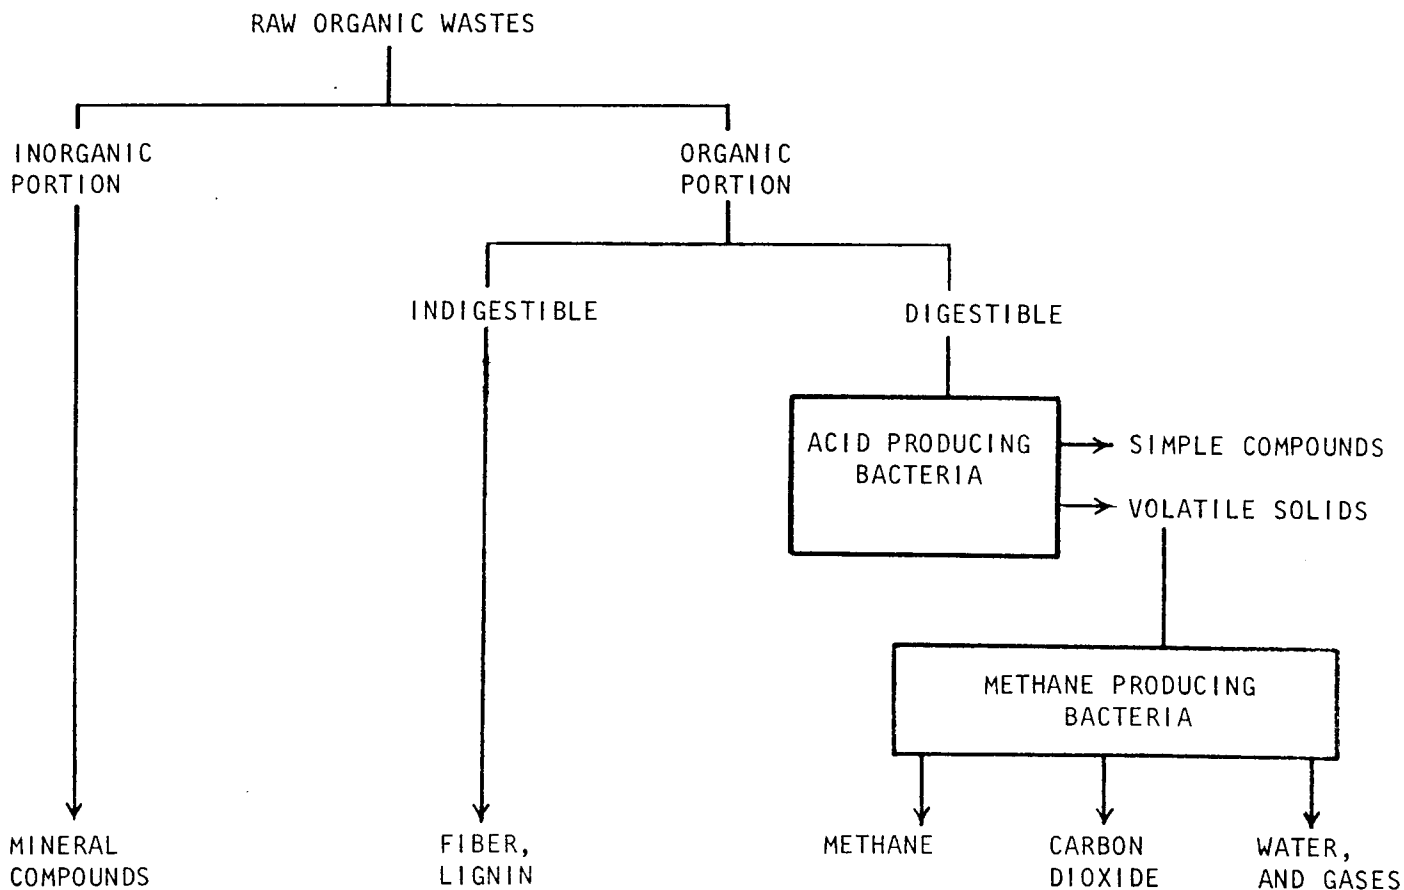 RAW ORGANIC WASTES
INORGANIC
PORTION
ORGANIC
PORTION
INDIGESTIBLE
DIGESTIBLE
ACID PRODUCING
BACTERIA
SIMPLE COMPOUNDS
VOLATILE SOLIDS
METHANE PRODUCING
BACTERIA
MINERAL
COMPOUNDS
FIBER,
LIGNIN
METHANE
CARBON
DIOXIDE
WATER,
AND GASES